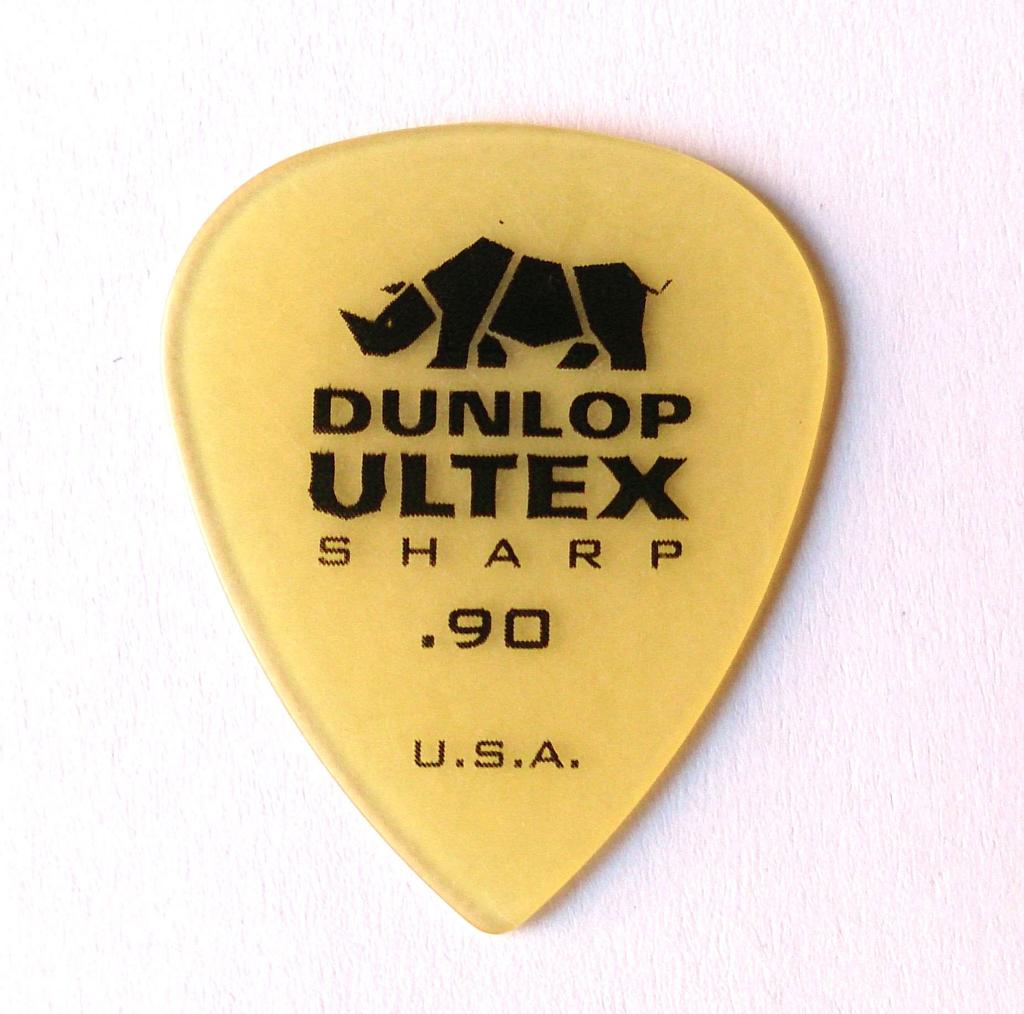 DUNLOP
ULTEX
SHARP
.90
U.S.A.